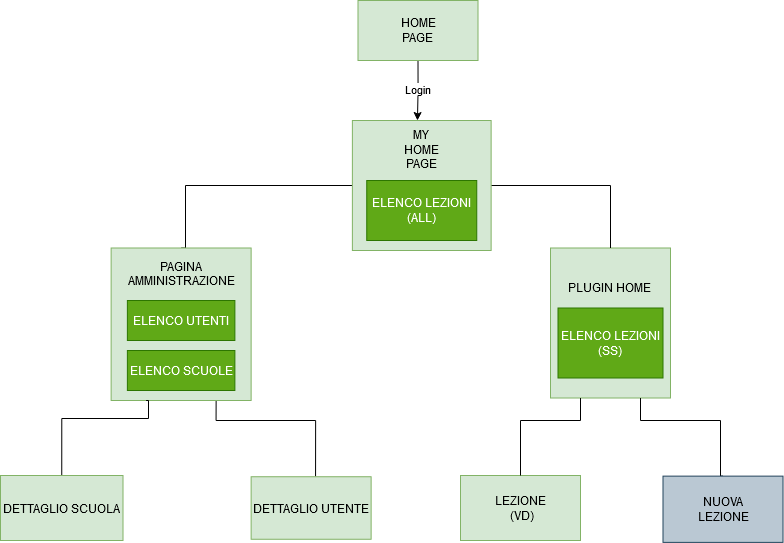 HOME
PAGE
Login
MY
HOME
PAGE
ELENCO LEZIONI
(ALL)
PAGINA
AMMINISTRAZIONE
ELENCO UTENTI
ELENCO SCUOLE
PLUGIN HOME
ELENCO LEZIONI
(SS)
DETTAGLIO SCUOLA
DETTAGLIO UTENTE
LEZIONE
(VD)
NUOVA
LEZIONE